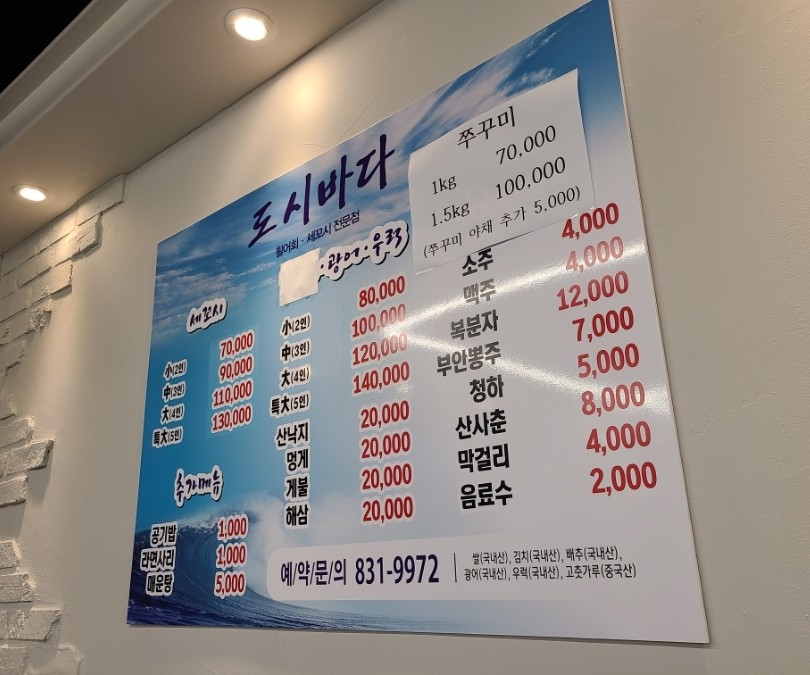 도시바다
활어회·세꼬시 전문점
쭈꾸미
1kg 70,000
1.5kg 100,000
(쭈꾸미 야채 추가 5,000)
세꼬시
小(2인) 70,000
中(3인) 90,000
大(4인) 110,000
特大(5인) 130,000
추가메뉴
공기밥 1,000
라면사리 1,000
매운탕 5,000
·광어·우럭
小(2인) 80,000
中(3인) 100,000
大(4인) 120,000
特大(5인) 140,000
산낙지 20,000
멍게 20,000
개불 20,000
해삼 20,000
소주 4,000
맥주 4,000
복분자 12,000
부안뽕주 7,000
청하 5,000
산사춘 8,000
막걸리 4,000
음료수 2,000
예/약/문/의 831-9972
쌀(국내산), 김치(국내산), 배추(국내산),
광어(국내산), 우럭(국내산), 고춧가루(중국산)